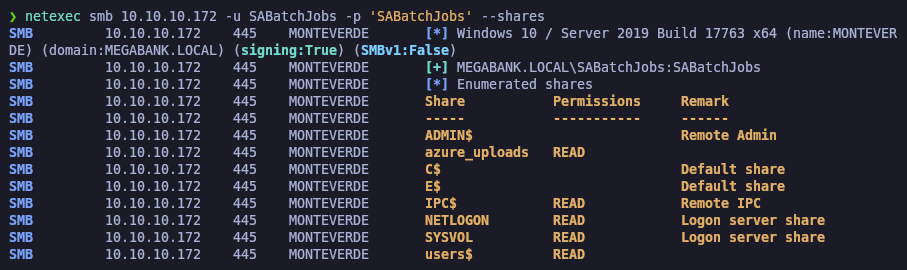 ❯ netexec smb 10.10.10.172 -u SABatchJobs -p 'SABatchJobs' --shares
SMB         10.10.10.172    445    MONTEVERDE       [*] Windows 10 / Server 2019 Build 17763 x64 (name:MONTEVER
DE) (domain:MEGABANK.LOCAL) (signing:True) (SMBv1:False)
SMB         10.10.10.172    445    MONTEVERDE       [+] MEGABANK.LOCAL\SABatchJobs:SABatchJobs
SMB         10.10.10.172    445    MONTEVERDE       [*] Enumerated shares
SMB         10.10.10.172    445    MONTEVERDE       Share           Permissions     Remark
SMB         10.10.10.172    445    MONTEVERDE       -----           -----------     ------
SMB         10.10.10.172    445    MONTEVERDE       ADMIN$                          Remote Admin
SMB         10.10.10.172    445    MONTEVERDE       azure_uploads   READ
SMB         10.10.10.172    445    MONTEVERDE       C$                              Default share
SMB         10.10.10.172    445    MONTEVERDE       E$                              Default share
SMB         10.10.10.172    445    MONTEVERDE       IPC$            READ            Remote IPC
SMB         10.10.10.172    445    MONTEVERDE       NETLOGON        READ            Logon server share
SMB         10.10.10.172    445    MONTEVERDE       SYSVOL          READ            Logon server share
SMB         10.10.10.172    445    MONTEVERDE       users$          READ